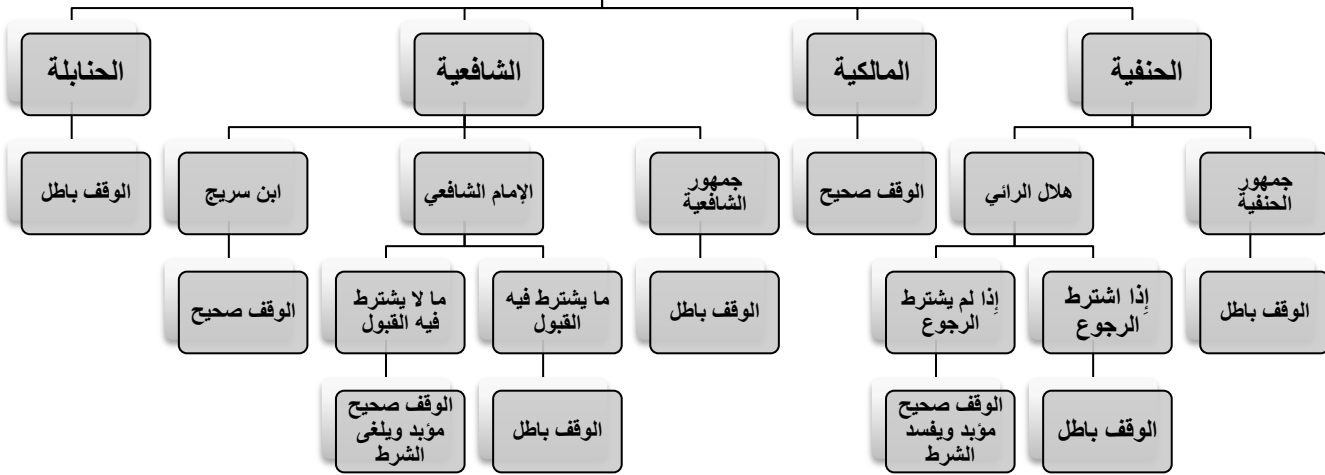 الحنفية
المالكية
الشافعية
الحنابلة
جمهور
الحنفية
هلال الرائي
الوقف صحيح
جمهور
الشافعية
الإمام الشافعي
ابن سريج
الوقف باطل
الوقف باطل
إذا اشترط
الرجوع
إذا لم يشترط
الرجوع
الوقف باطل
ما يشترط فيه
القبول
ما لا يشترط
فيه القبول
الوقف صحيح
الوقف باطل
الوقف صحيح
مؤبد ويفسد
الشرط
الوقف باطل
الوقف صحيح
مؤبد ويلغى
الشرط